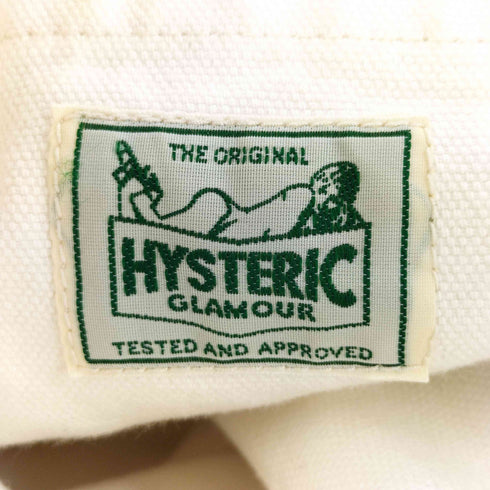 THE ORIGINAL
HYSTERIC
GLAMOUR
TESTED AND APPROVED